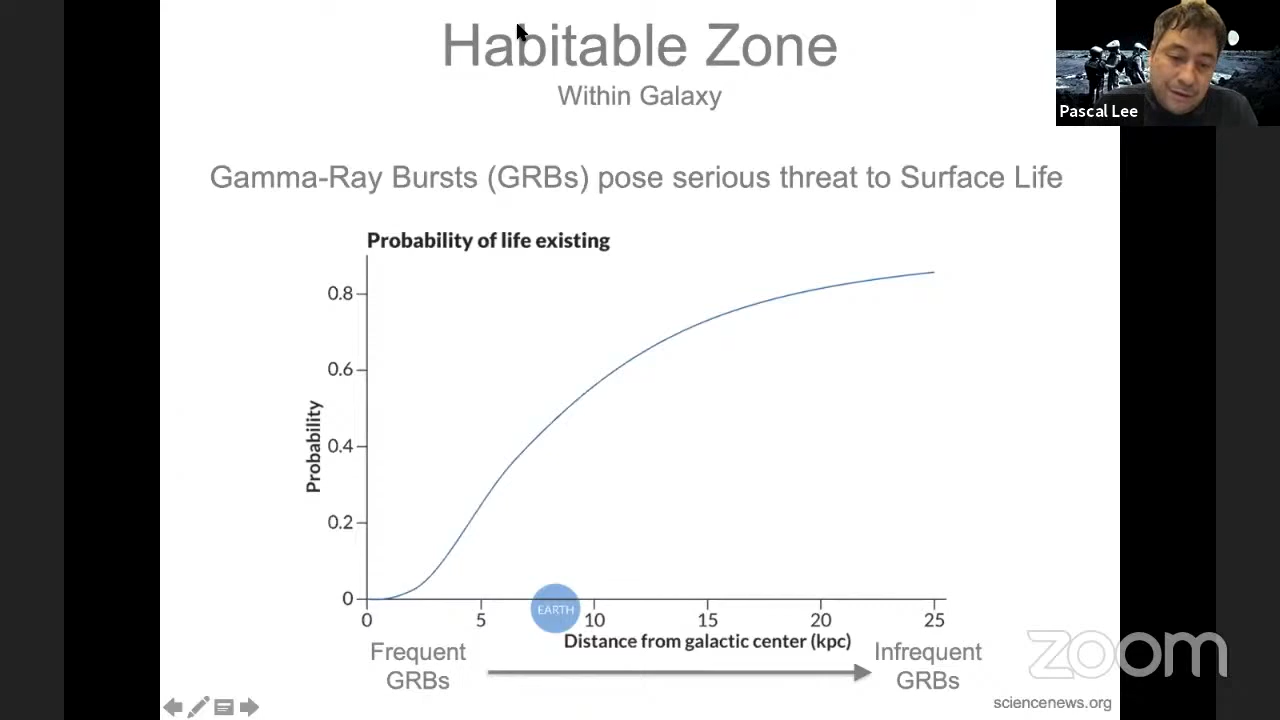 Habitable Zone
Within Galaxy
Pascal Lee
Gamma-Ray Bursts (GRBs) pose serious threat to Surface Life
Probability of life existing
Probability
0.8
0.6
0.4
0.2
0
0
5
EARTH
10
15
20
25
Distance from galactic center (kpc)
Frequent
GRBs
Infrequent
GRBs
zoom
sciencenews.org